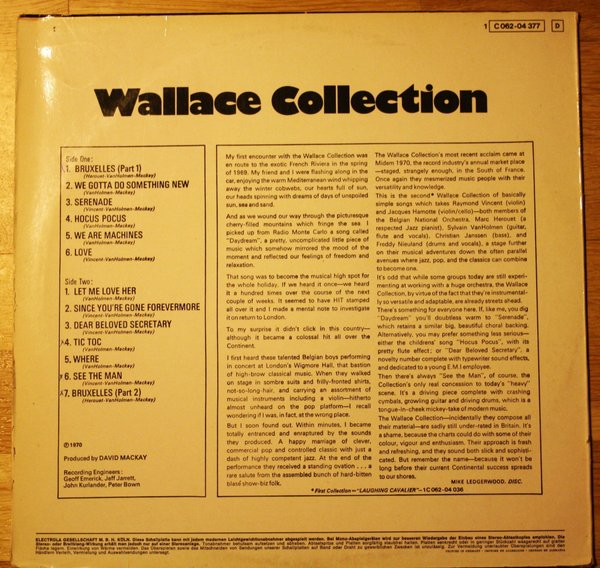 1 C 062-04 377 D
Wallace Collection
Side One:
1. BRUXELLES (Part 1)
(Herouet-VanHolmen-Mackay)
2. WE GOTTA DO SOMETHING NEW
(VanHolmen-Mackay)
3. SERENADE
(Vincent-VanHolmen-Mackay)
4. HOCUS POCUS
(Vincent-VanHolmen-Mackay)
5. WE ARE MACHINES
(Vincent-VanHolmen-Mackay)
6. LOVE
(Vincent-VanHolmen-Mackay)
Side Two:
1. LET ME LOVE HER
(VanHolmen-Mackay)
2. SINCE YOU'RE GONE FOREVERMORE
(VanHolmen-Mackay)
3. DEAR BELOVED SECRETARY
(Vincent-VanHolmen-Mackay)
4. TIC TOC
(Vincent-VanHolmen-Mackay)
5. WHERE
(Vincent-VanHolmen-Mackay)
6. SEE THE MAN
(Vincent-VanHolmen-Mackay)
7. BRUXELLES (Part 2)
(Herouet-VanHolmen-Mackay)
℗1970
Produced by DAVID MACKAY
Recording Engineers:
Geoff Emerick, Jeff Jarrett,
John Kurlander, Peter Bown
My first encounter with the Wallace Collection was
en route to the exotic French Riviera in the spring
of 1969. My friend and I were flashing along in the
car, enjoying the warm Mediterranean wind whipping
away the winter cobwebs, our hearts full of sun,
our heads spinning with dreams of days of unspoiled
sun, sea and sand.
And as we wound our way through the picturesque
cherry-filled mountains which fringe the sea I
picked up from Radio Monte Carlo a song called
"Daydream", a pretty, uncomplicated little piece of
music which somehow mirrored the mood of the
moment and reflected our feelings of freedom and
relaxation.
That song was to become the musical high spot for
the whole holiday. If we heard it once—we heard
it a hundred times over the course of the next
couple of weeks. It seemed to have HIT stamped
all over it and I made a mental note to investigate
it on return to London.
To my surprise it didn't click in this country—
although it became a colossal hit all over the
Continent.
I first heard these talented Belgian boys performing
in concert at London's Wigmore Hall, that bastion
of high-brow classical music. When they walked
on stage in sombre suits and frilly-fronted shirts,
not-so-long-hair, and carrying an assortment of
musical instruments including a violin—hitherto
almost unheard on the pop platform—I recall
wondering if I was, in fact, at the wrong place.
But I soon found out. Within minutes, I became
totally entranced and enraptured by the sounds
they produced. A happy marriage of clever,
commercial pop and controlled classic with just a
dash of highly competent jazz. At the end of the
performance they received a standing ovation . . . a
rare salute from the assembled bunch of hard-bitten
blasé show-biz folk.
The Wallace Collection's most recent acclaim came at
Midem 1970, the record industry's annual market place
—staged, strangely enough, in the South of France.
Once again they mesmerized music people with their
versatility and knowledge.
This is the second* Wallace Collection of basically
simple songs which takes Raymond Vincent (violin)
and Jacques Namotte (violin/cello)—both members of
the Belgian National Orchestra, Marc Herouet (a
respected Jazz pianist), Sylvain VanHolmen (guitar,
flute and vocals), Christian Janssen (bass), and
Freddy Nieuland (drums and vocals), a stage further
on their musical adventures down the often parallel
avenues where jazz, pop, and the classics can combine
to become one.
It's odd that while some groups today are still experi-
menting at working with a huge orchestra, the Wallace
Collection, by virtue of the fact that they're instrumental-
ly so versatile and adaptable, are already streets ahead.
There's something for everyone here. If, like me, you dig
"Daydream" you'll doubtless warm to "Serenade",
which retains a similar big, beautiful choral backing.
Alternatively, you may prefer something less serious—
either the childrens' song "Hocus Pocus", with its
pretty flute effect; or "Dear Beloved Secretary", a
novelty number complete with typewriter sound effects,
and dedicated to a young E.M.I employee.
Then there's always "See the Man", of course, the
Collection's only real concession to today's "heavy"
scene. It's a driving piece complete with crashing
cymbals, growling guitar and driving drums, which is a
tongue-in-cheek mickey-take of modern music.
The Wallace Collection—incidentally they compose all
their material—are sadly still under-rated in Britain. It's
a shame, because the charts could do with some of their
colour, vigour and enthusiasm. Their approach is fresh
and refreshing, and they sound both slick and sophisti-
cated. But remember the name—because it won't be
long before their current Continental success spreads
to our shores.
MIKE LEDGERWOOD, DISC.
*First Collection—"LAUGHING CAVALIER"—1C 062-04 036
ELECTROLA GESELLSCHAFT M. B. H. KÖLN. Diese Schallplatte kann mit jedem modernen Leichtgewichttonabnehmer abgespielt werden. Bei Mono-Abspielgeräten wird zur besseren Wiedergabe der Einbau eines Stereo-Tonabnehmers empfohlen. Die